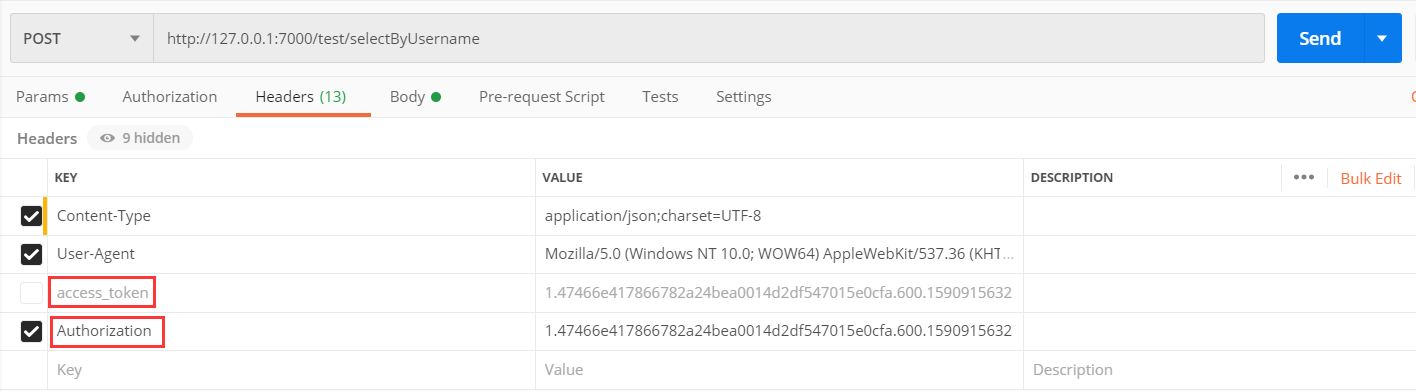 POST http://127.0.0.1:7000/test/selectByUsername Send
Params Authorization Headers (13) Body Pre-request Script Tests Settings
Headers 9 hidden
KEY VALUE DESCRIPTION ••• Bulk Edit
Content-Type application/json;charset=UTF-8
User-Agent Mozilla/5.0 (Windows NT 10.0; WOW64) AppleWebKit/537.36 (KHT...
access_token 1.47466e417866782a24bea0014d2df547015e0cfa.600.1590915632
Authorization 1.47466e417866782a24bea0014d2df547015e0cfa.600.1590915632
Key Value Description